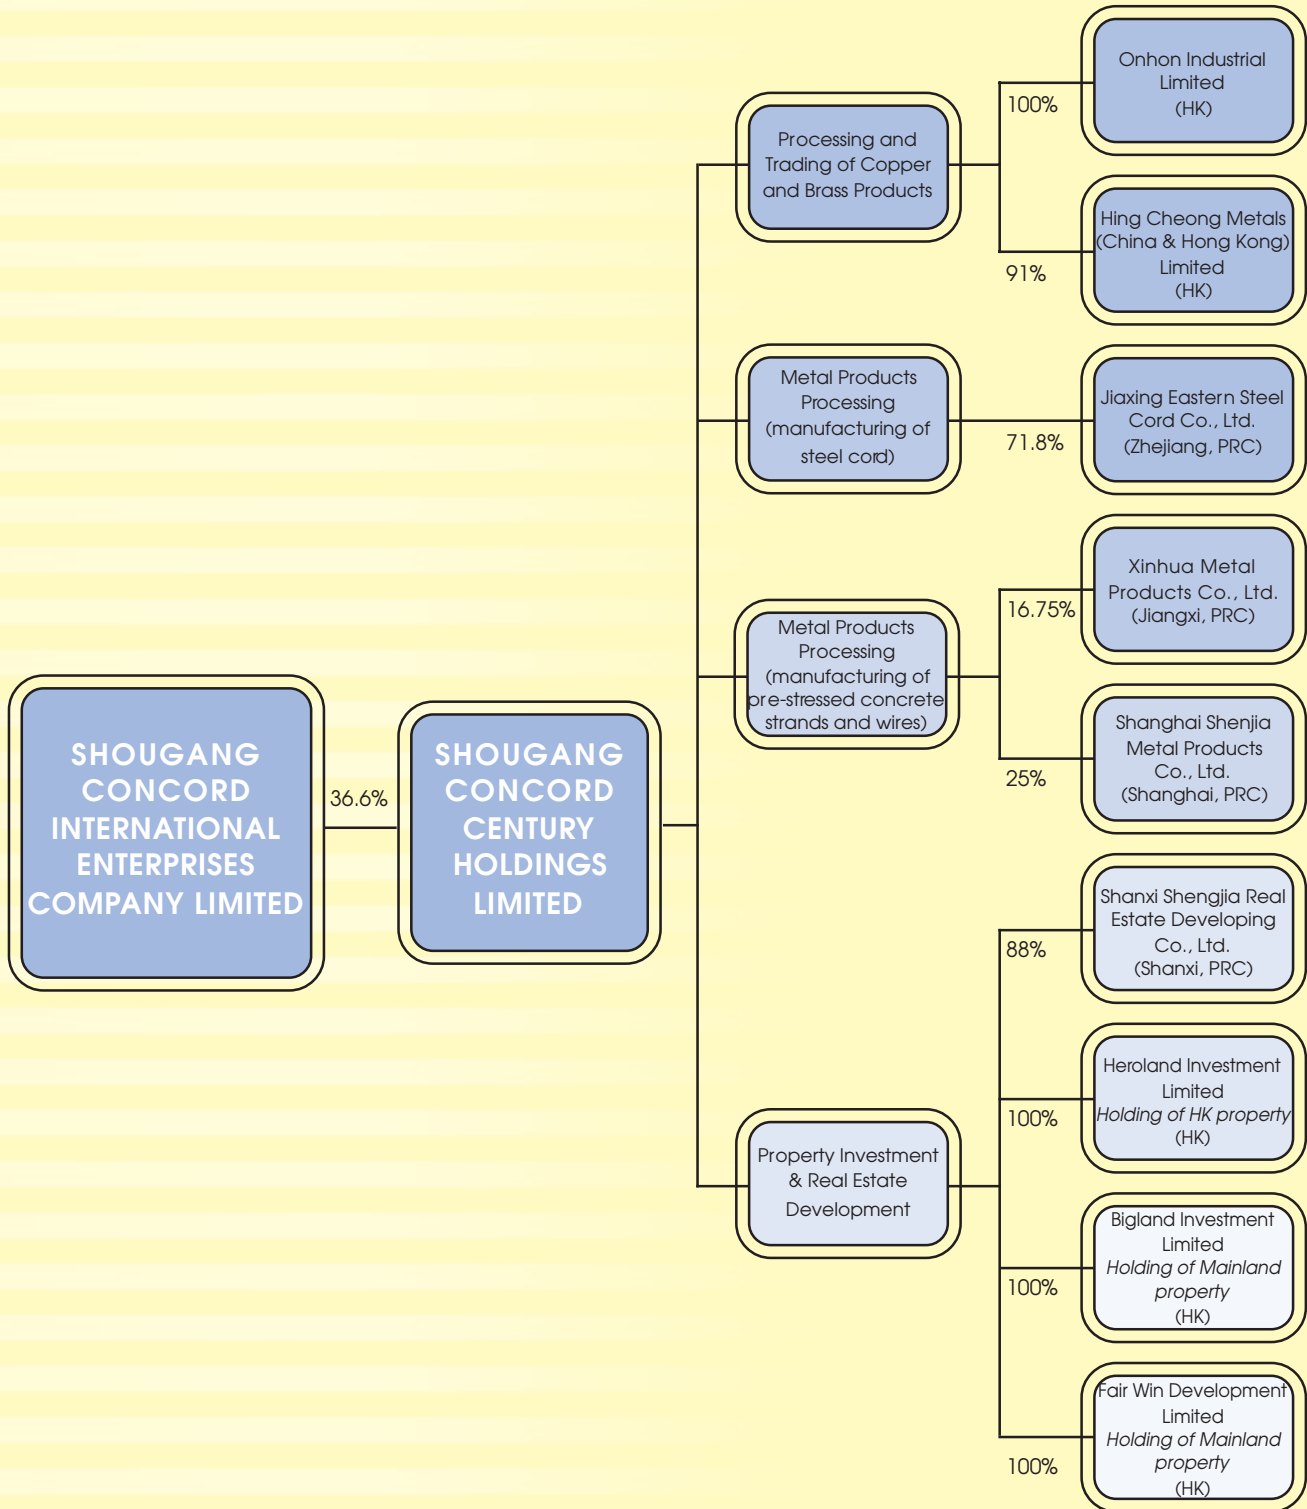 SHOUGANG
CONCORD
INTERNATIONAL
ENTERPRISES
COMPANY LIMITED
36.6%
SHOUGANG
CONCORD
CENTURY
HOLDINGS
LIMITED
Processing and
Trading of Copper
and Brass Products
100%
Onhon Industrial
Limited
(HK)
91%
Hing Cheong Metals
(China & Hong Kong)
Limited
(HK)
Metal Products
Processing
(manufacturing of
steel cord)
71.8%
Jiaxing Eastern Steel
Cord Co., Ltd.
(Zhejiang, PRC)
Metal Products
Processing
(manufacturing of
pre-stressed concrete
strands and wires)
16.75%
Xinhua Metal
Products Co., Ltd.
(Jiangxi, PRC)
25%
Shanghai Shenjia
Metal Products
Co., Ltd.
(Shanghai, PRC)
Property Investment
& Real Estate
Development
88%
Shanxi Shengjia Real
Estate Developing
Co., Ltd.
(Shanxi, PRC)
100%
Heroland Investment
Limited
Holding of HK property
(HK)
100%
Bigland Investment
Limited
Holding of Mainland
property
(HK)
100%
Fair Win Development
Limited
Holding of Mainland
property
(HK)